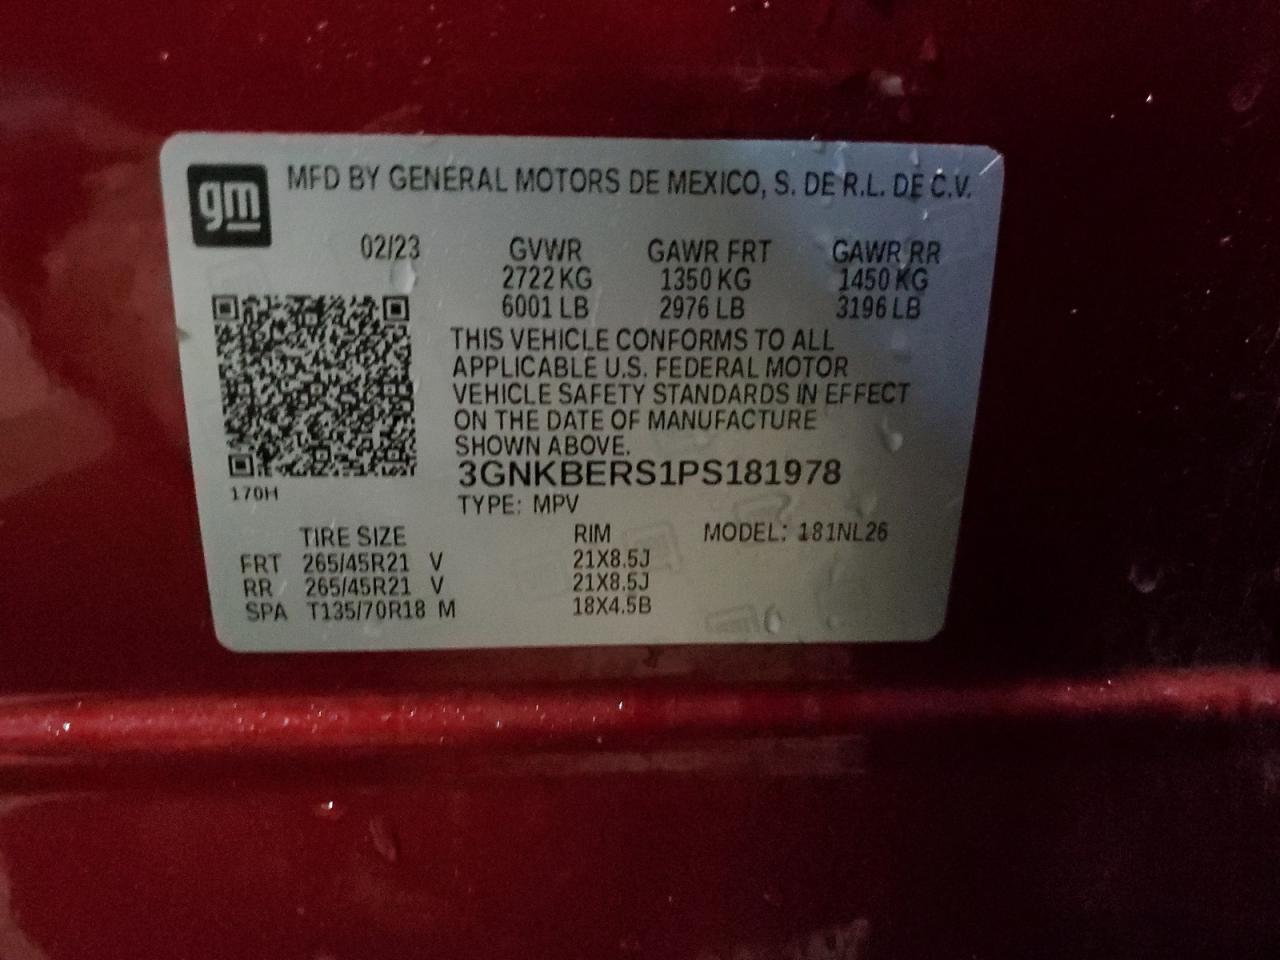 gm
MFD BY GENERAL MOTORS DE MEXICO, S. DE R.L. DE C.V.
02/23 GVWR GAWR FRT GAWR RR
2722 KG 1350 KG 1450 KG
6001 LB 2976 LB 3196 LB
THIS VEHICLE CONFORMS TO ALL
APPLICABLE U.S. FEDERAL MOTOR
VEHICLE SAFETY STANDARDS IN EFFECT
ON THE DATE OF MANUFACTURE
SHOWN ABOVE.
3GNKBERS1PS181978
170H
TYPE: MPV
TIRE SIZE RIM MODEL: 181NL26
FRT 265/45R21 V 21X8.5J
RR 265/45R21 V 21X8.5J
SPA T135/70R18 M 18X4.5B